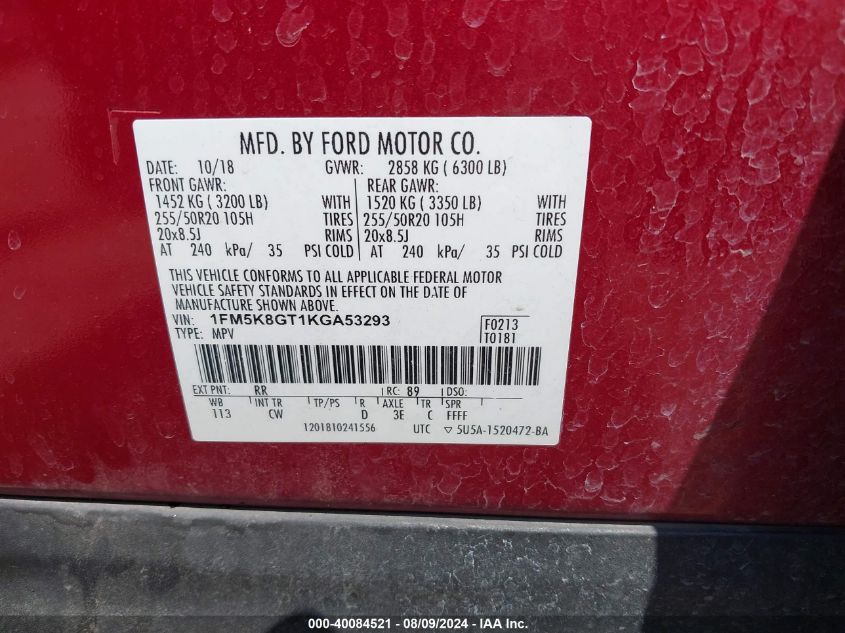 MFD. BY FORD MOTOR CO.
DATE: 10/18 GVWR: 2858 KG ( 6300 LB)
FRONT GAWR: REAR GAWR:
1452 KG ( 3200 LB) WITH 1520 KG ( 3350 LB) WITH
255/50R20 105H TIRES 255/50R20 105H TIRES
20x8.5J RIMS 20x8.5J RIMS
AT 240 kPa/ 35 PSI COLD AT 240 kPa/ 35 PSI COLD
THIS VEHICLE CONFORMS TO ALL APPLICABLE FEDERAL MOTOR
VEHICLE SAFETY STANDARDS IN EFFECT ON THE DATE OF
MANUFACTURE SHOWN ABOVE.
VIN: 1FM5K8GT1KGA53293 F0213
TYPE: MPV T0181
EXT PNT: RR RC: 89 DSO:
WB INT TR TP/PS R AXLE TR SPR
113 CW D 3E C FFFF
1201810241556 UTC ▽ 5U5A-1520472-BA
000-40084521 - 08/09/2024 - IAA, Inc.